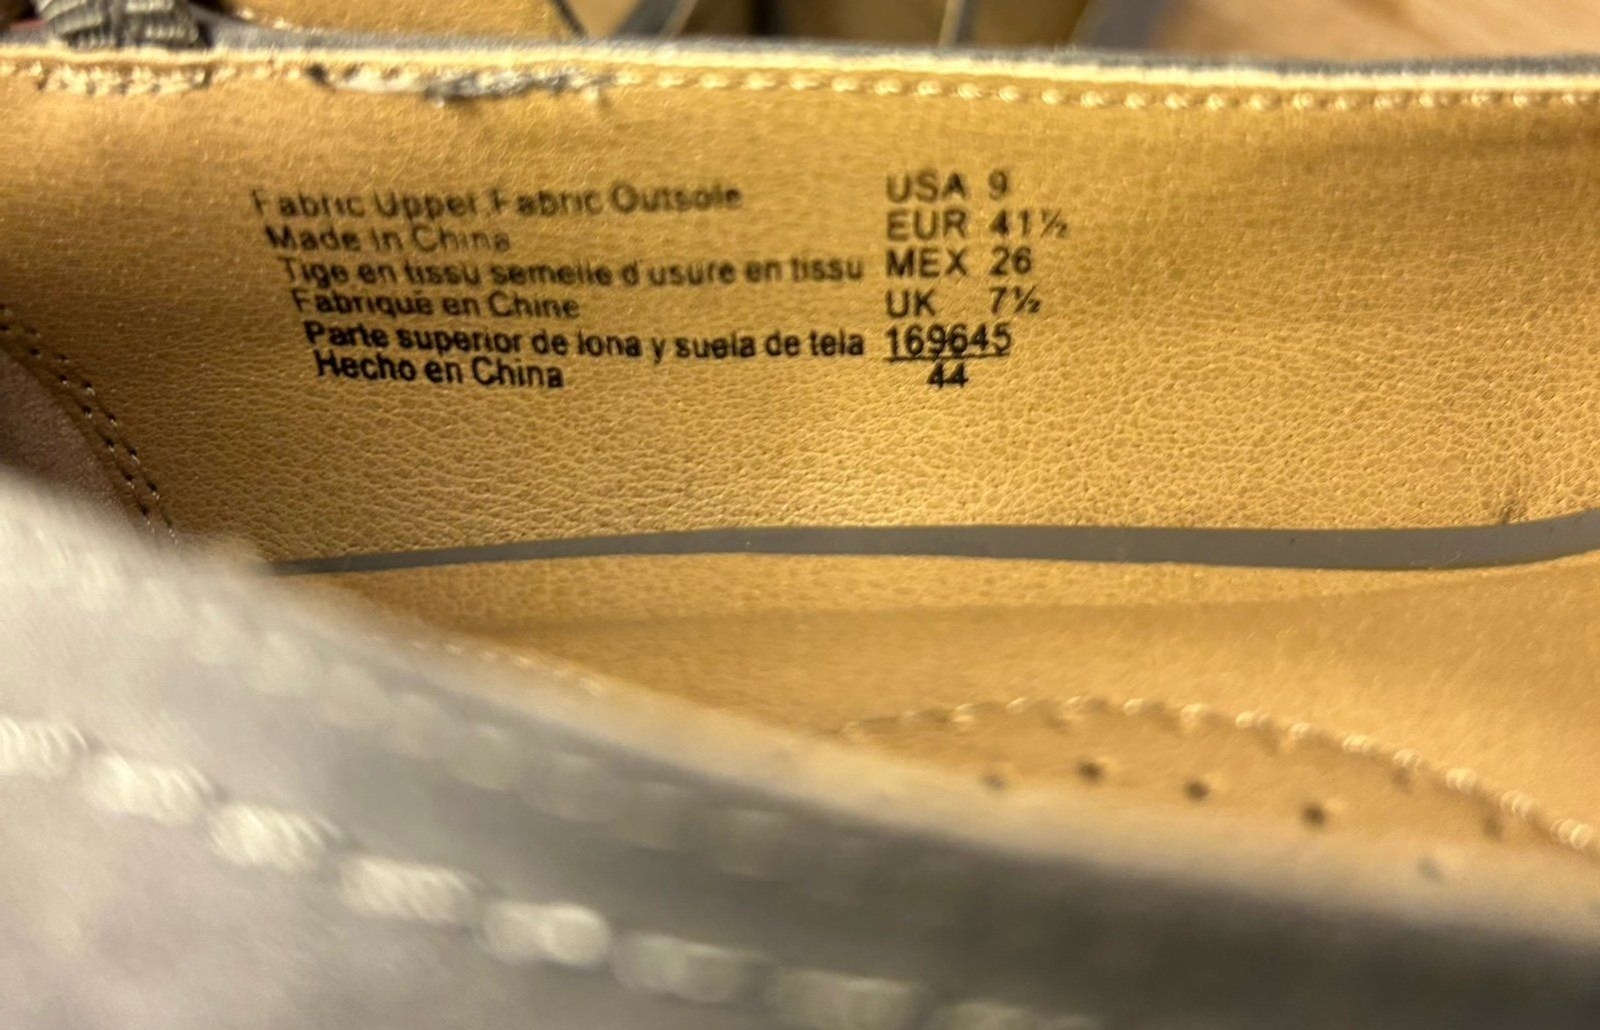 Fabric Upper Fabric Outsole
Made in China
Tige en tissu semelle d'usure en tissu
Fabriqué en Chine
Parte superior de lona y suela de tela
Hecho en China
USA 9
EUR 41½
MEX 26
UK 7½
169645
44